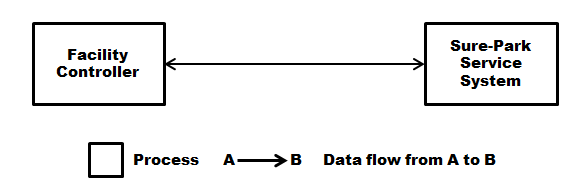 Facility
Controller
Sure-Park
Service
System
Process A B Data flow from A to B